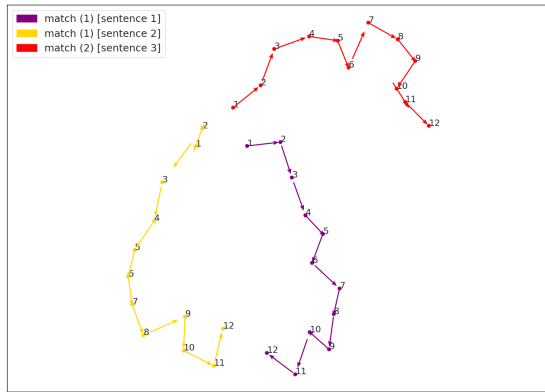 match (1) [sentence 1]
match (1) [sentence 2]
match (2) [sentence 3]
1 2 3 4 5 6 7 8 9 10 11 12
1 2 3 4 5 6 7 8 9 10 11 12
1 2 3 4 5 6 7 8 9 10 11 12